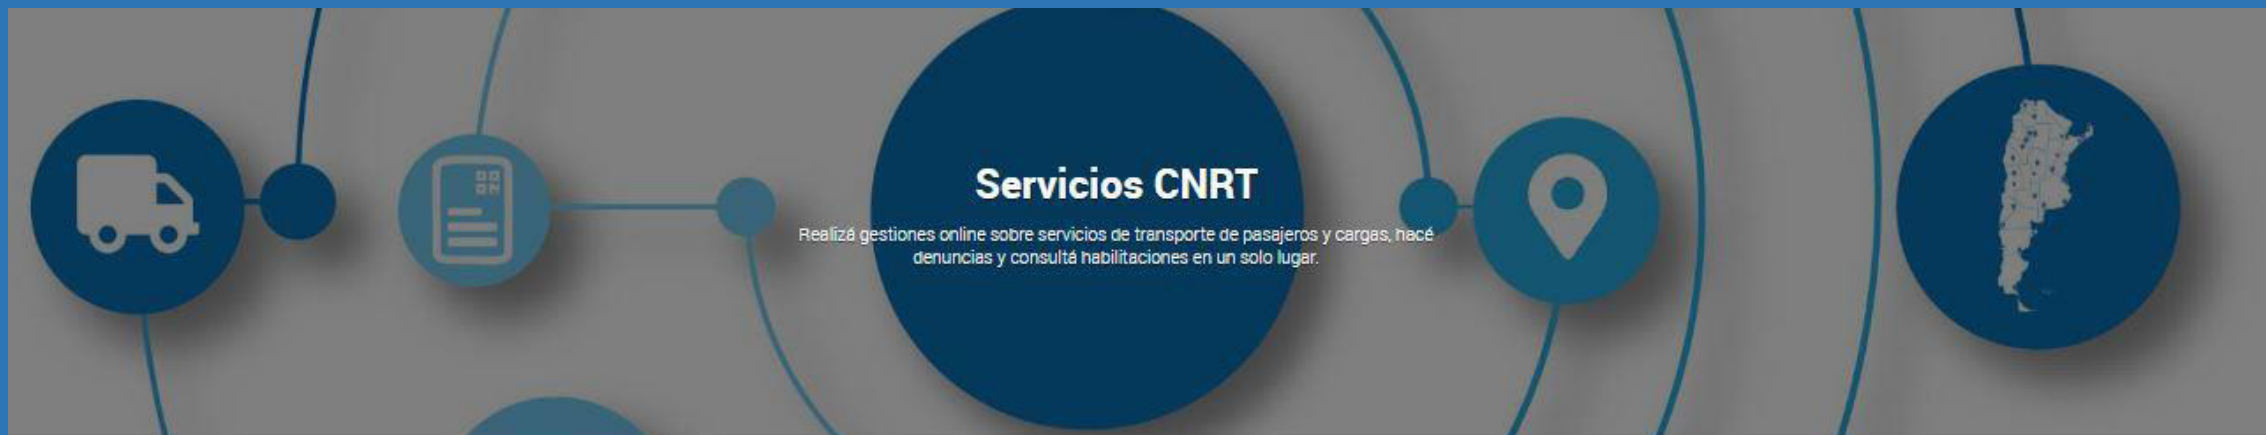 Servicios CNRT
Realizá gestiones online sobre servicios de transporte de pasajeros y cargas, hacé
denuncias y consultá habilitaciones en un solo lugar.